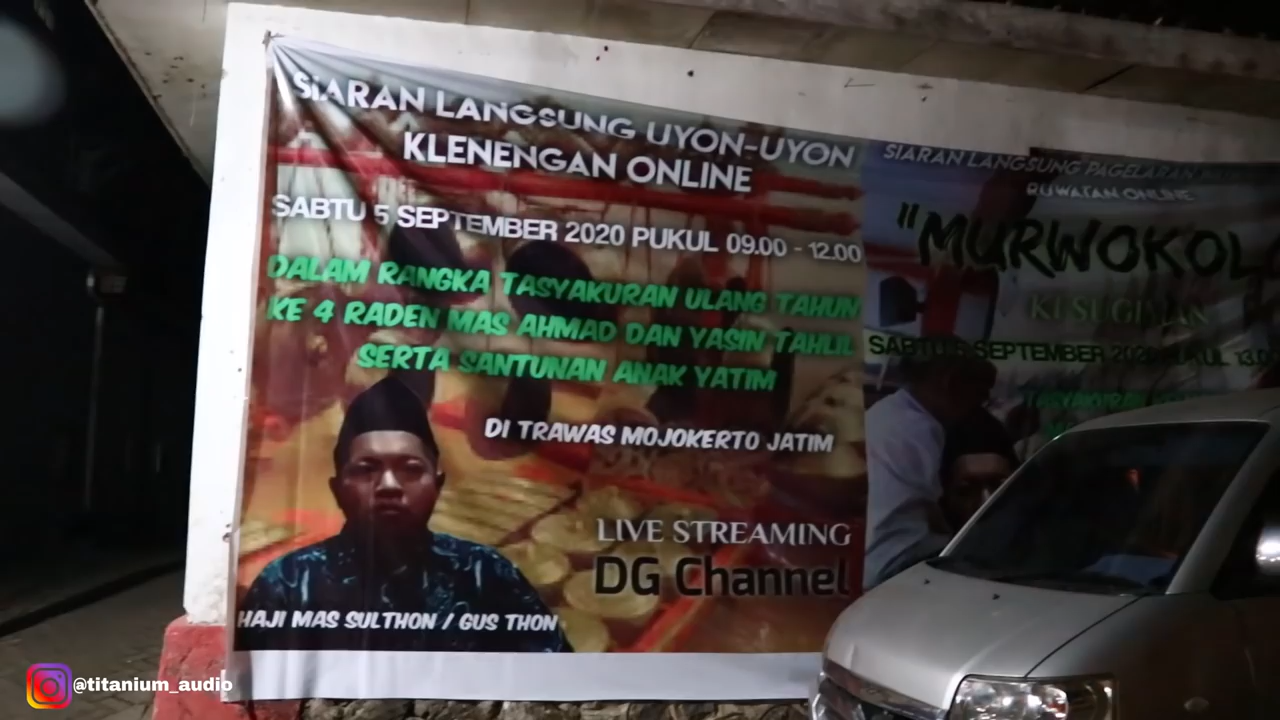 SIARAN LANGSUNG UYON-UYON
KLENENGAN ONLINE
SABTU 5 SEPTEMBER 2020 PUKUL 09.00 - 12.00
DALAM RANGKA TASYAKURAN ULANG TAHUN
KE 4 RADEN MAS AHMAD DAN YASIN TAHLIL
SERTA SANTUNAN ANAK YATIM
DI TRAWAS MOJOKERTO JATIM
LIVE STREAMING
DG Channel
HAJI MAS SULTHON / GUS THON
SIARAN LANGSUNG PAGELARAN
RUWATAN ONLINE
"MURWOKOL
KI SUGIMAN
SABTU 5 SEPTEMBER 2020 PUKUL 13.0
@titanium_audio